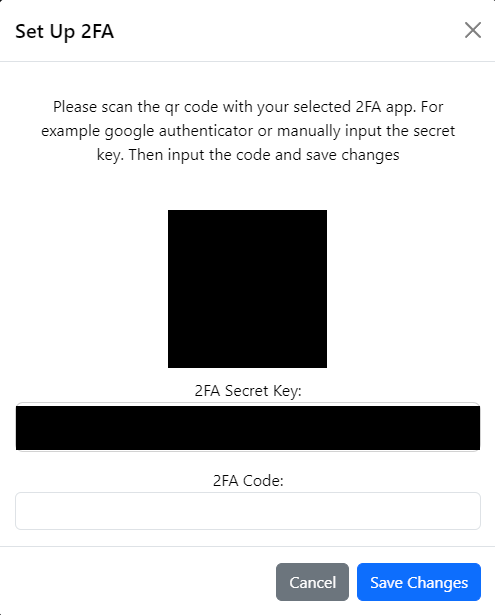 Set Up 2FA
Please scan the qr code with your selected 2FA app. For
example google authenticator or manually input the secret
key. Then input the code and save changes
2FA Secret Key:
2FA Code:
Cancel
Save Changes